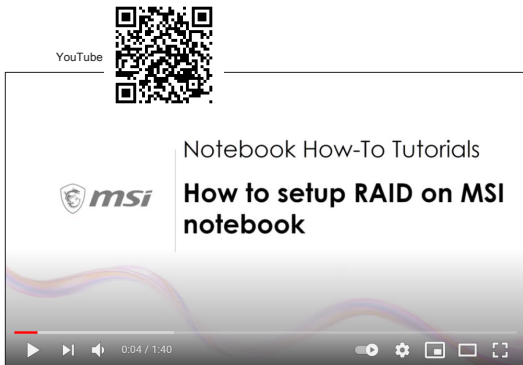 YouTube
Notebook How-To Tutorials
msi
How to setup RAID on MSI
notebook
0:04 / 1:40